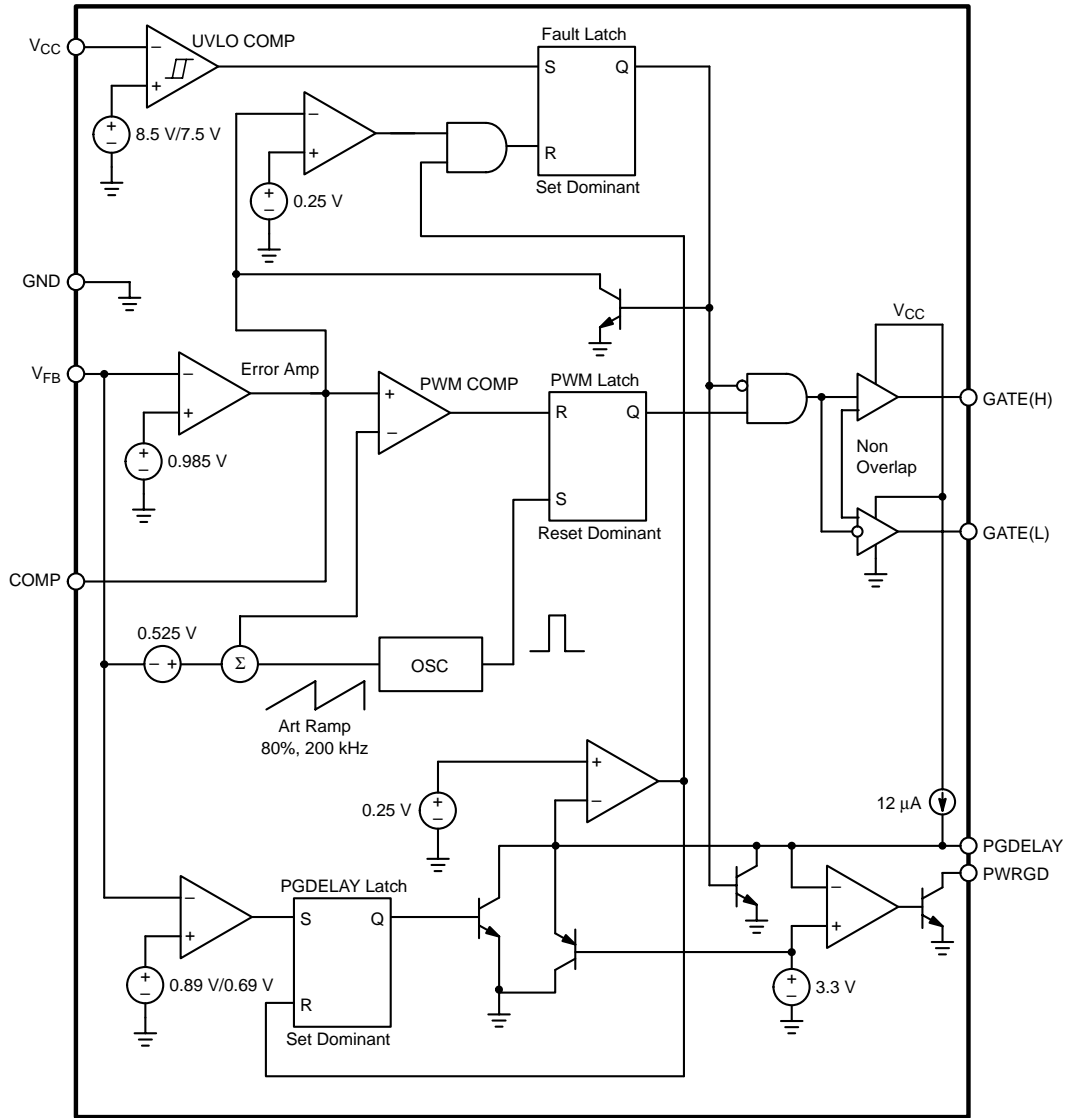 VCC
UVLO COMP
−
+
+
−
8.5 V/7.5 V
Fault Latch
S
Q
R
Set Dominant
−
+
+
−
0.25 V
GND
VFB
−
+
Error Amp
+
−
0.985 V
+
−
PWM COMP
PWM Latch
R
Q
S
Reset Dominant
VCC
GATE(H)
Non
Overlap
GATE(L)
COMP
0.525 V
− +
Σ
OSC
Art Ramp
80%, 200 kHz
+
−
0.25 V
+
−
12 μA
PGDELAY
PWRGD
−
+
+
−
0.89 V/0.69 V
PGDELAY Latch
S
Q
R
Set Dominant
−
+
+
−
3.3 V